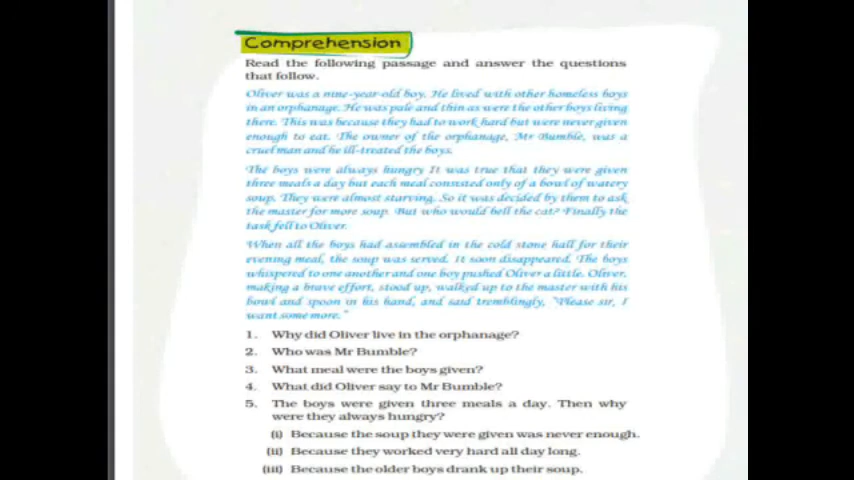 Comprehension
Read the following passage and answer the questions
that follow.
Oliver was a nine-year-old boy. He lived with other homeless boys
in an orphanage. He was pale and thin as were the other boys living
there. This was because they had to work hard but were never given
enough to eat. The owner of the orphanage, Mr Bumble, was a
cruel man and he ill-treated the boys.
The boys were always hungry It was true that they were given
three meals a day but each meal consisted only of a bowl of watery
soup. They were almost starving. So it was decided by them to ask
the master for more soup. But who would bell the cat? Finally the
task fell to Oliver.
When all the boys had assembled in the cold stone hall for their
evening meal, the soup was served. It soon disappeared. The boys
whispered to one another and one boy pushed Oliver a little. Oliver,
making a brave effort, stood up, walked up to the master with his
bowl and spoon in his hand, and said tremblingly, "Please sir, I
want some more."
1. Why did Oliver live in the orphanage?
2. Who was Mr Bumble?
3. What meal were the boys given?
4. What did Oliver say to Mr Bumble?
5. The boys were given three meals a day. Then why
were they always hungry?
(i) Because the soup they were given was never enough.
(ii) Because they worked very hard all day long.
(iii) Because the older boys drank up their soup.